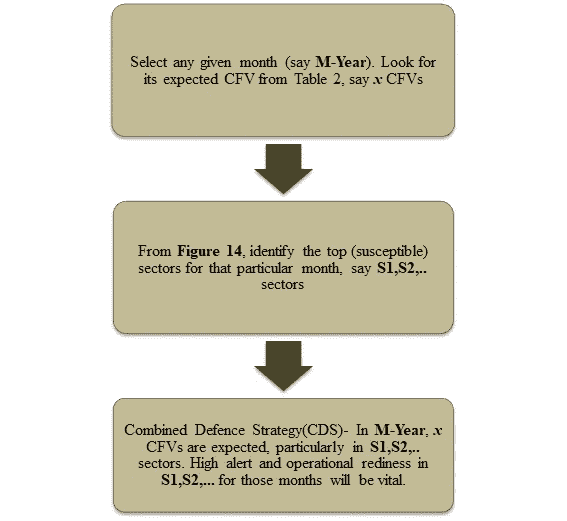 Select any given month (say M-Year). Look for
its expected CFV from Table 2, say x CFVs
From Figure 14, identify the top (susceptible)
sectors for that particular month, say S1,S2,..
sectors
Combined Defence Strategy(CDS)- In M-Year, x
CFVs are expected, particularly in S1,S2,..
sectors. High alert and operational rediness in
S1,S2,... for those months will be vital.